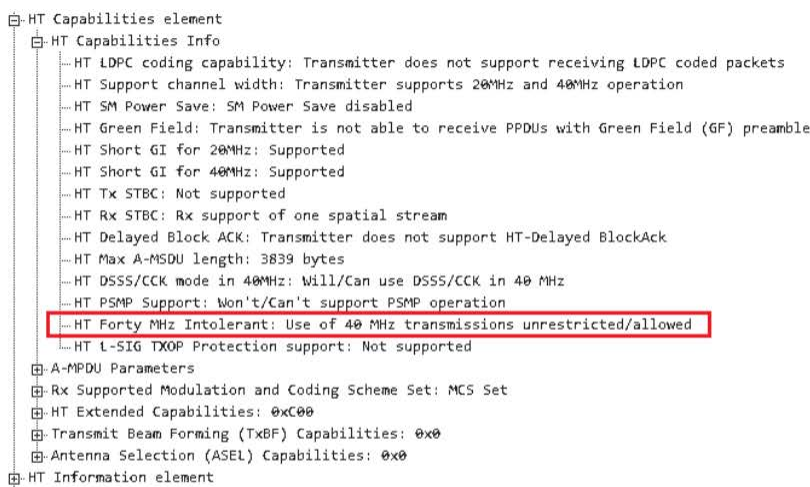 HT Capabilities element
HT Capabilities Info
HT LDPC coding capability: Transmitter does not support receiving LDPC coded packets
HT Support channel width: Transmitter supports 20MHz and 40MHz operation
HT SM Power Save: SM Power Save disabled
HT Green Field: Transmitter is not able to receive PPDUs with Green Field (GF) preamble
HT Short GI for 20MHz: Supported
HT Short GI for 40MHz: Supported
HT Tx STBC: Not supported
HT Rx STBC: Rx support of one spatial stream
HT Delayed Block ACK: Transmitter does not support HT-Delayed BlockAck
HT Max A-MSDU length: 3839 bytes
HT DSSS/CCK mode in 40MHz: Will/Can use DSSS/CCK in 40 MHz
HT PSMP Support: Won't/Can't support PSMP operation
HT Forty MHz Intolerant: Use of 40 MHz transmissions unrestricted/allowed
HT L-SIG TXOP Protection support: Not supported
A-MPDU Parameters
Rx Supported Modulation and Coding Scheme Set: MCS Set
HT Extended Capabilities: 0xC00
Transmit Beam Forming (TxBF) Capabilities: 0x0
Antenna Selection (ASEL) Capabilities: 0x0
HT Information element